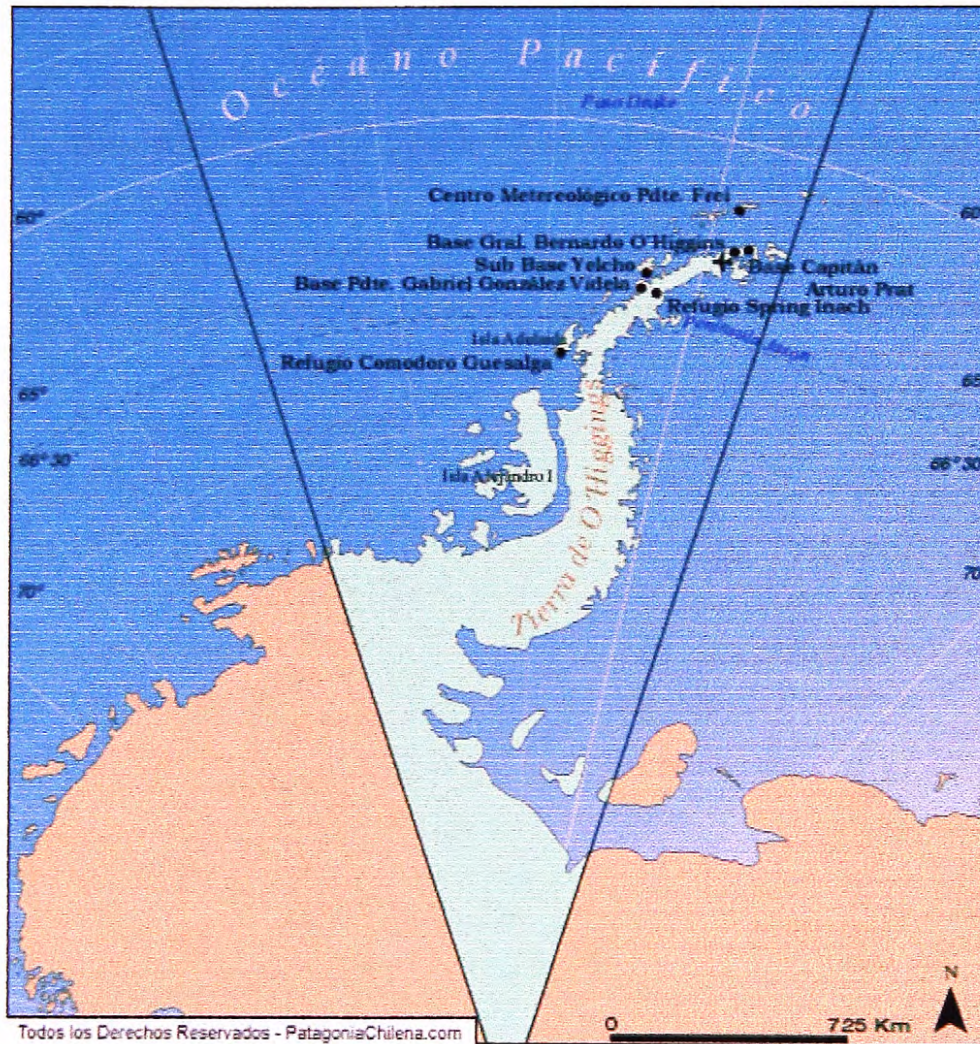 Océano Pacífico
Paso Drake
Centro Metereológico Pdte. Frei
60°
60
Base Gral. Bernardo O'Higgins
Sub Base Yelcho
Base Capitán
Arturo Prat
Base Pdte. Gabriel González Videla
Refugio Spring Inach
Isla Adelaida
Refugio Comodoro Guesalga
65°
65
66° 30'
66° 30
Isla Alejandro I
Tierra de O'Higgings
70°
70
N
0
725 Km
Todos los Derechos Reservados - PatagoniaChilena.com